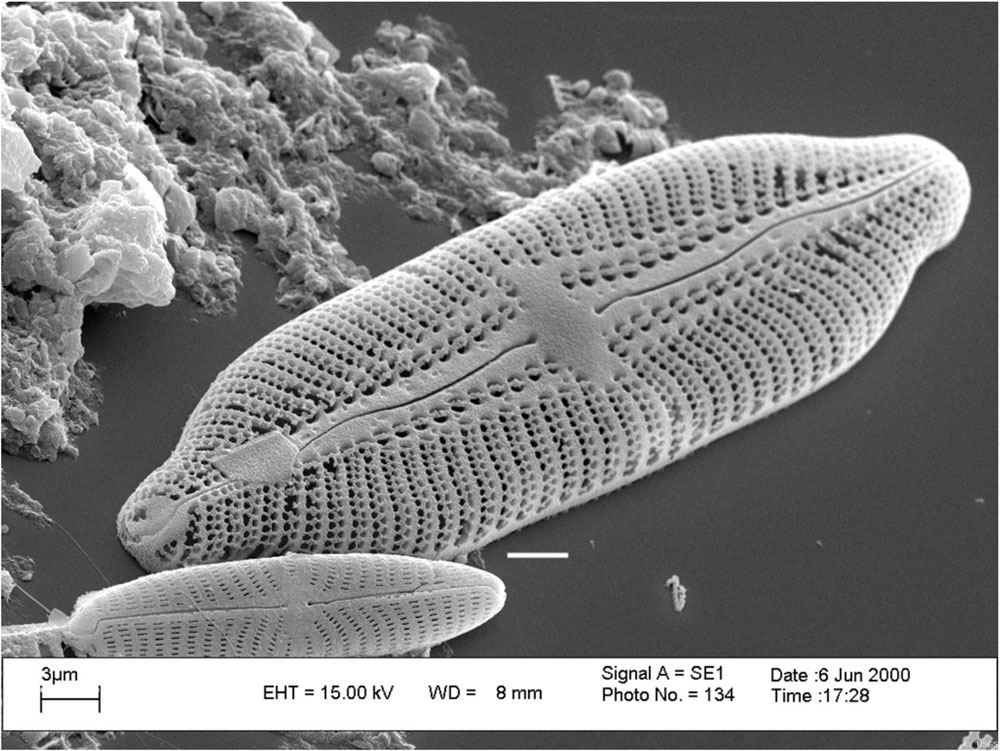 3µm
EHT = 15.00 kV WD = 8 mm
Signal A = SE1
Photo No. = 134
Date :6 Jun 2000
Time :17:28